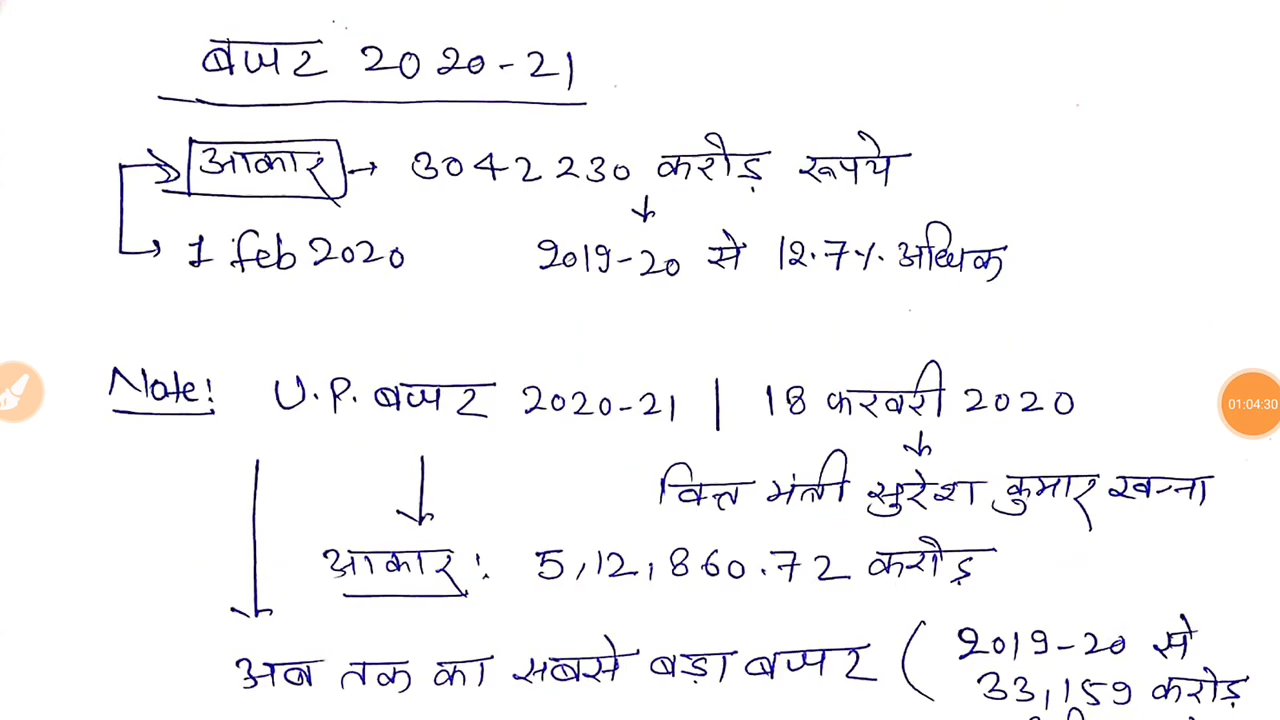 बजट 2020-21
आकार → 3042230 करोड़ रूपये
1 Feb 2020 2019-20 से 12.7% अधिक
Note: U.P. बजट 2020-21 | 18 फरवरी 2020
वित्त मंत्री सुरेश कुमार खन्ना
आकार: 5,12,860.72 करोड़
अब तक का सबसे बड़ा बजट ( 2019-20 से
33,159 करोड़
01:04:30